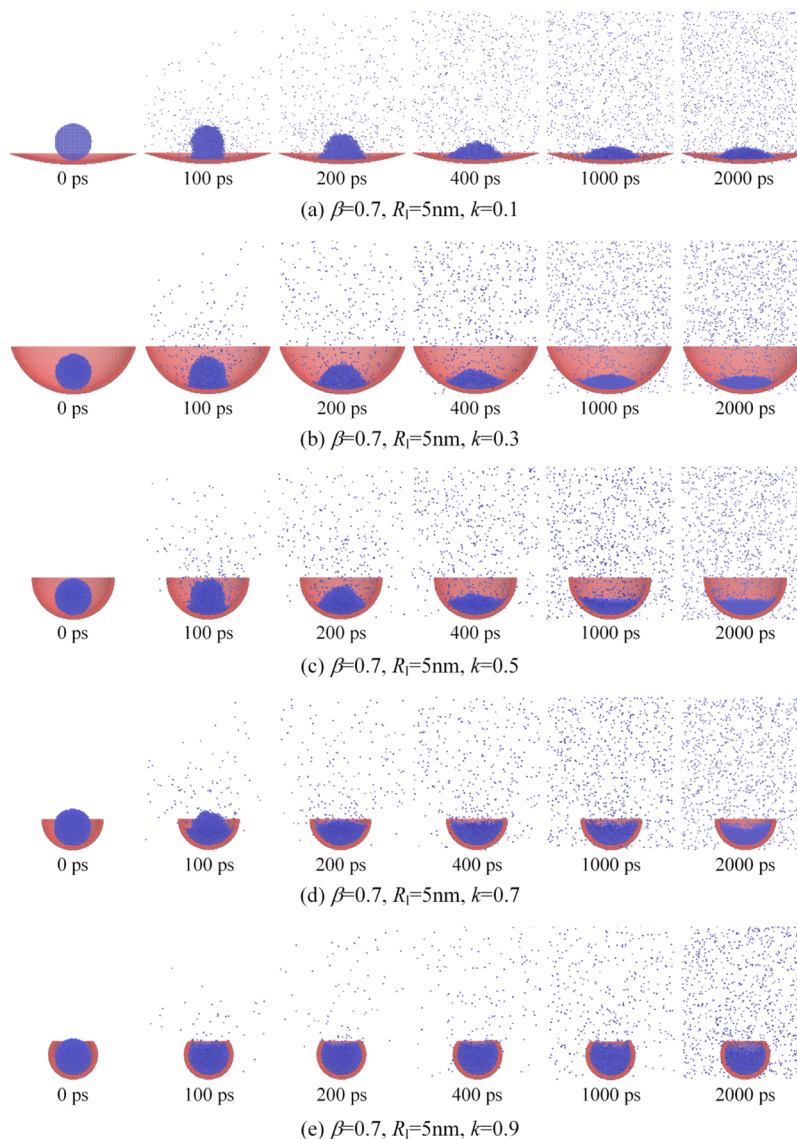 0 ps 100 ps 200 ps 400 ps 1000 ps 2000 ps
(a) β=0.7, Rₗ=5nm, k=0.1
0 ps 100 ps 200 ps 400 ps 1000 ps 2000 ps
(b) β=0.7, Rₗ=5nm, k=0.3
0 ps 100 ps 200 ps 400 ps 1000 ps 2000 ps
(c) β=0.7, Rₗ=5nm, k=0.5
0 ps 100 ps 200 ps 400 ps 1000 ps 2000 ps
(d) β=0.7, Rₗ=5nm, k=0.7
0 ps 100 ps 200 ps 400 ps 1000 ps 2000 ps
(e) β=0.7, Rₗ=5nm, k=0.9